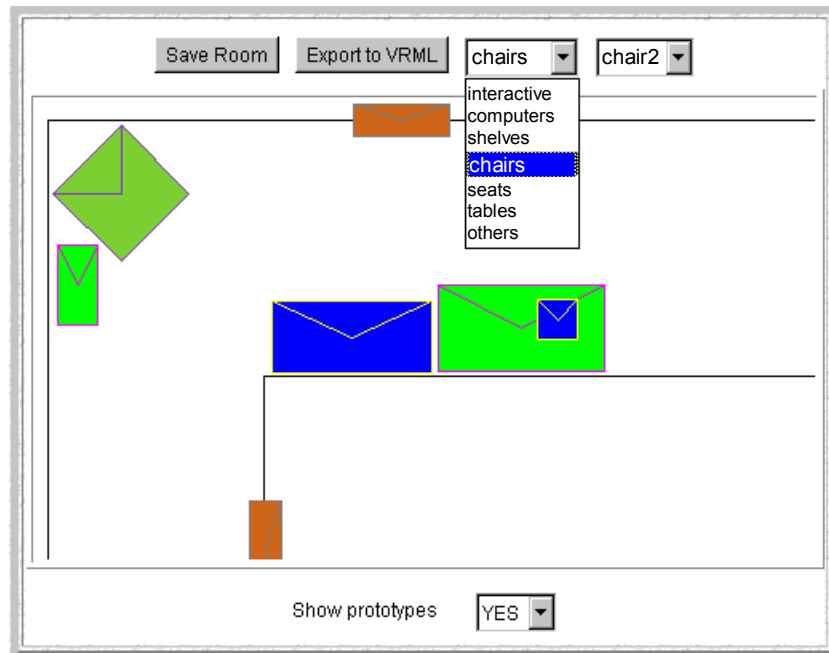 Save Room Export to VRML chairs chair2
interactive
computers
shelves
chairs
seats
tables
others
Show prototypes YES